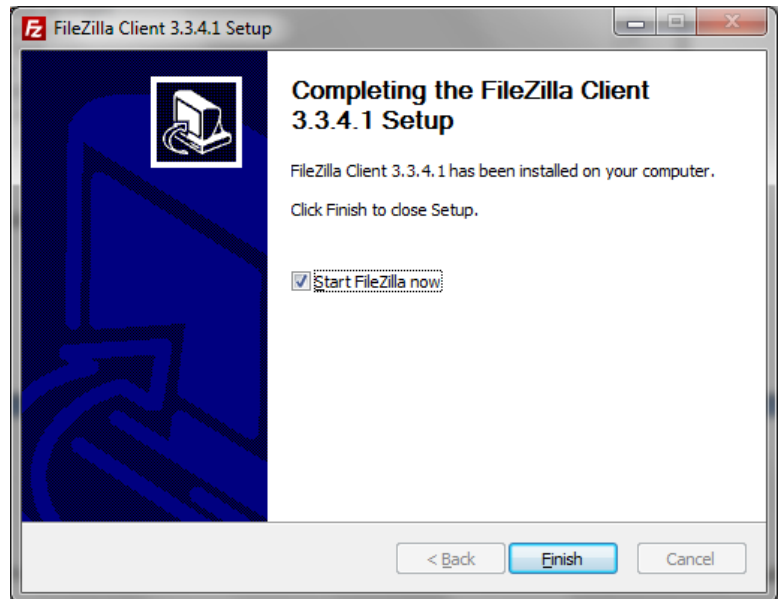 FileZilla Client 3.3.4.1 Setup
Completing the FileZilla Client
3.3.4.1 Setup
FileZilla Client 3.3.4.1 has been installed on your computer.
Click Finish to close Setup.
Start FileZilla now
< Back Finish Cancel